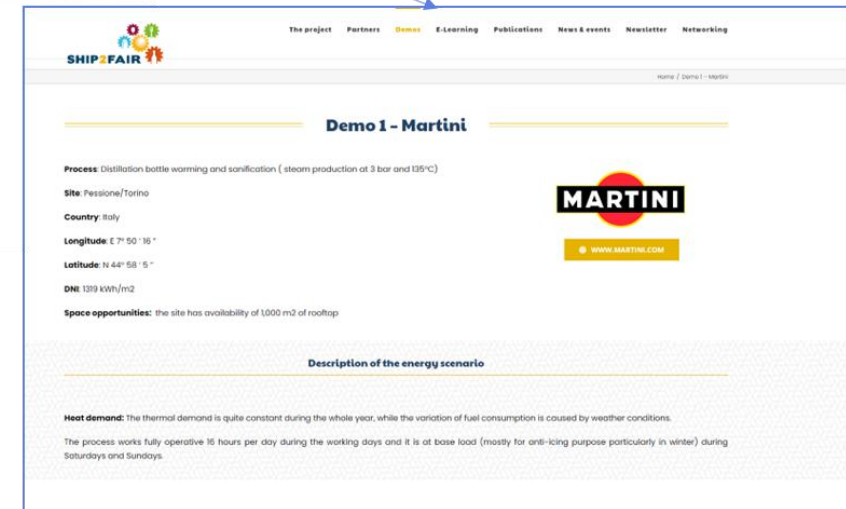 SHIP2FAIR
The project Partners Demos E-Learning Publications News & events Newsletter Networking
Home / Demo 1 – Martini
Demo 1 – Martini
Process: Distillation bottle warming and sanification ( steam production at 3 bar and 135°C)
Site: Pessione/Torino
Country: Italy
Longitude: E 7° 50 ' 16 "
Latitude: N 44° 58 ' 5 "
DNI: 1319 kWh/m2
Space opportunities: the site has availability of 1,000 m2 of rooftop
MARTINI
WWW.MARTINI.COM
Description of the energy scenario
Heat demand: The thermal demand is quite constant during the whole year, while the variation of fuel consumption is caused by weather conditions.
The process works fully operative 16 hours per day during the working days and it is at base load (mostly for anti-icing purpose particularly in winter) during
Saturdays and Sundays.